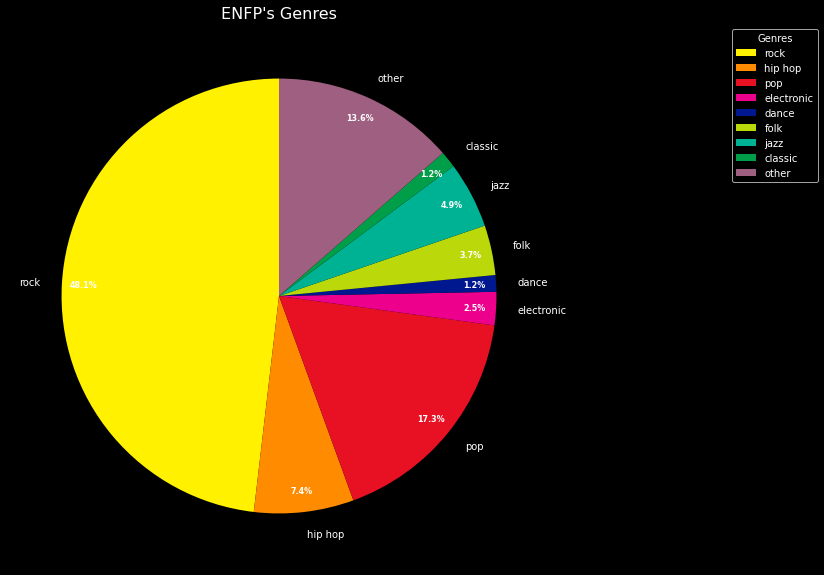 ENFP's Genres
Genres
rock
hip hop
pop
electronic
dance
folk
jazz
classic
other
other
13.6%
classic
1.2%
jazz
4.9%
folk
3.7%
dance
1.2%
electronic
2.5%
rock
48.1%
pop
17.3%
hip hop
7.4%